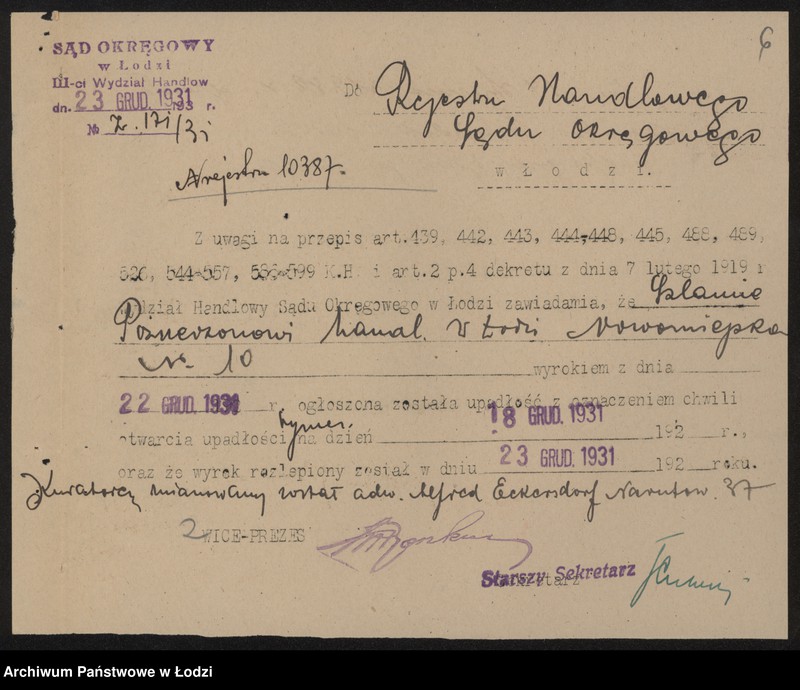 6
SĄD OKRĘGOWY
w Łodzi
III-ci Wydział Handlow
dn. 23 GRUD. 1931 193 r.
№ Z. 171/31
Do Rejestru Handlowego
Sądu Okręgowego
w Łodzi.
N rejestru 10387.
Z uwagi na przepis art. 439, 442, 443, 444, 448, 445, 488, 489,
526, 544-557, 599 K.H. i art. 2 p. 4 dekretu z dnia 7 lutego 1919 r
Wydział Handlowy Sądu Okręgowego w Łodzi zawiadamia, że Szlamie
Poznerzonowi handl. w Łodzi Nowomiejska
№ 10 wyrokiem z dnia
22 GRUD. 1931 r. ogłoszona została upadłość z oznaczeniem chwili
otwarcia upadłości tymcz. na dzień 18 GRUD. 1931 192 r.,
oraz że wyrok rozlepiony został w dniu 23 GRUD. 1931 192 roku.
Kuratorem mianowany został adw. Alfred Eckersdorf Narutow. 37
WICE-PREZES
Starszy Sekretarz
Sekretarz
Archiwum Państwowe w Łodzi